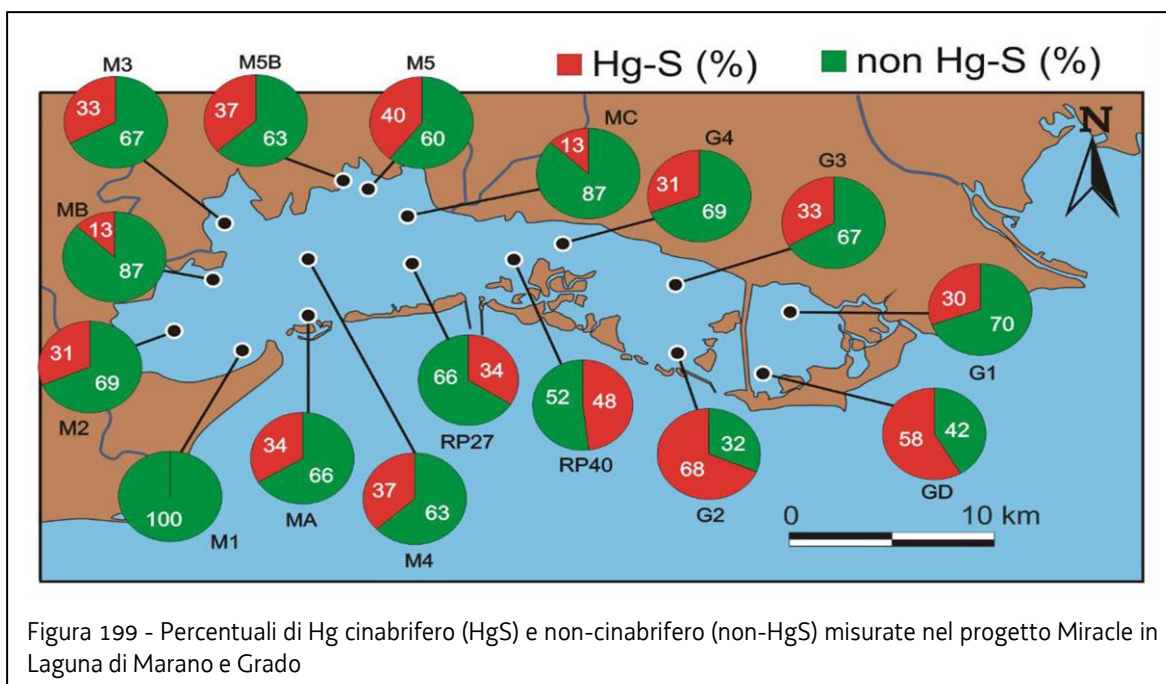 Hg-S (%) non Hg-S (%)
M3
33
67
M5B
37
63
M5
40
60
MC
13
87
G4
31
69
G3
33
67
N
MB
13
87
30
70
G1
31
69
M2
100
M1
34
66
MA
37
63
M4
66
34
RP27
52
48
RP40
32
68
G2
58
42
GD
0 10 km
Figura 199 - Percentuali di Hg cinabrifero (HgS) e non-cinabrifero (non-HgS) misurate nel progetto Miracle in
Laguna di Marano e Grado